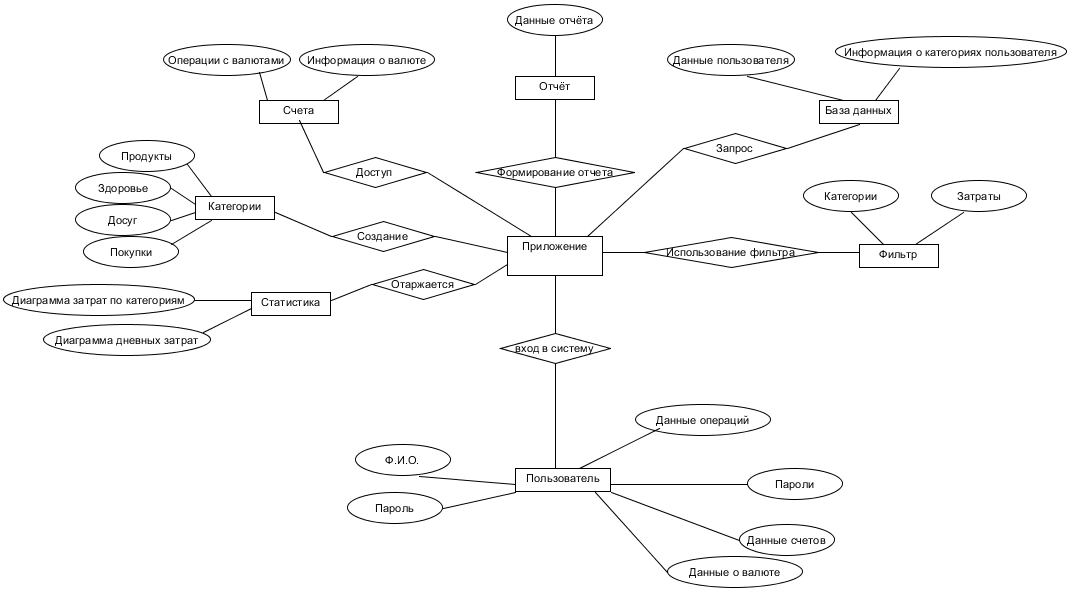 Данные отчёта
Операции с валютами
Информация о валюте
Данные пользователя
Информация о категориях пользователя
Отчёт
Счета
База данных
Запрос
Продукты
Доступ
Формирование отчета
Здоровье
Категории
Затраты
Категории
Досуг
Создание
Приложение
Покупки
Использование фильтра
Фильтр
Отаржается
Диаграмма затрат по категориям
Статистика
Диаграмма дневных затрат
вход в систему
Данные операций
Ф.И.О.
Пользователь
Пароли
Пароль
Данные счетов
Данные о валюте